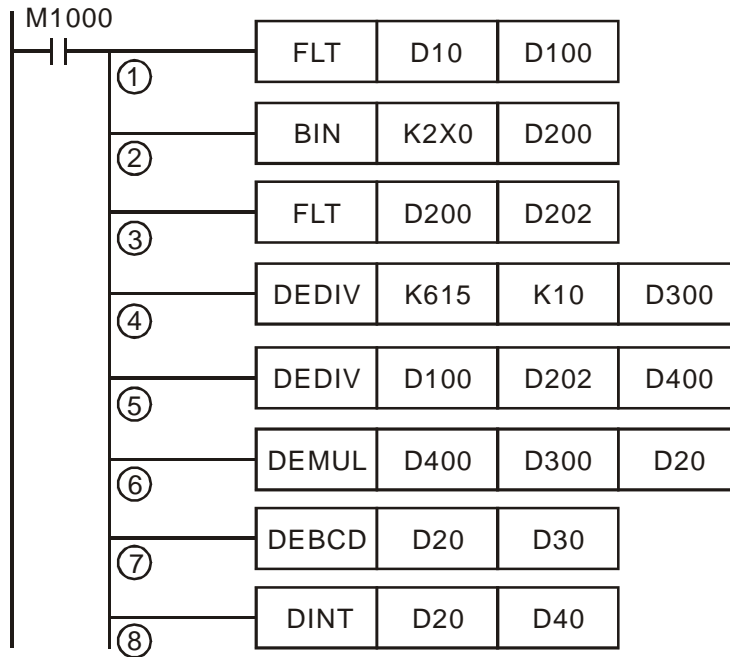 M1000
① FLT D10 D100
② BIN K2X0 D200
③ FLT D200 D202
④ DEDIV K615 K10 D300
⑤ DEDIV D100 D202 D400
⑥ DEMUL D400 D300 D20
⑦ DEBCD D20 D30
⑧ DINT D20 D40